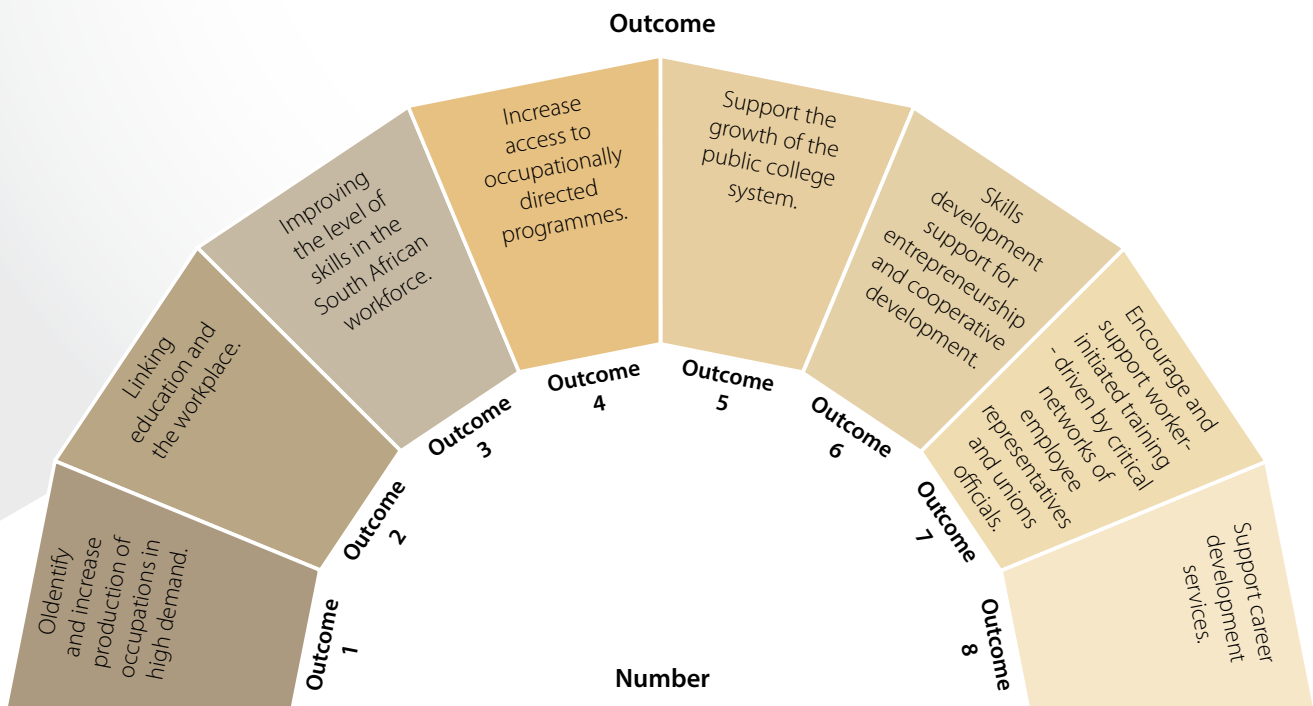 Outcome
OIdentify
and increase
production of
occupations in
high demand.
Outcome
1
Linking
education and
the workplace.
Outcome
2
Improving
the level of
skills in the
South African
workforce.
Outcome
3
Increase
access to
occupationally
directed
programmes.
Outcome
4
Support the
growth of the
public college
system.
Outcome
5
Skills
development
support for
entrepreneurship
and cooperative
development.
Outcome
6
Encourage and
support worker-
initiated training
- driven by critical
networks of
employee
representatives
and unions
officials.
Outcome
7
Support career
development
services.
Outcome
8
Number